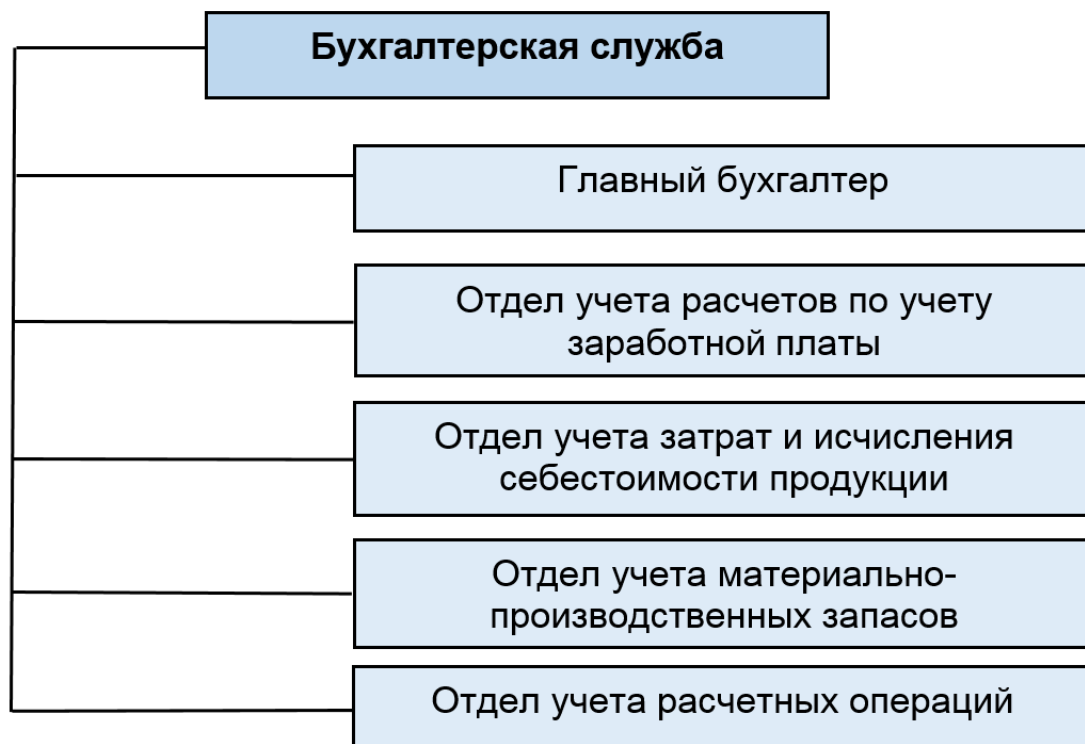 Бухгалтерская служба
Главный бухгалтер
Отдел учета расчетов по учету
заработной платы
Отдел учета затрат и исчисления
себестоимости продукции
Отдел учета материально-
производственных запасов
Отдел учета расчетных операций